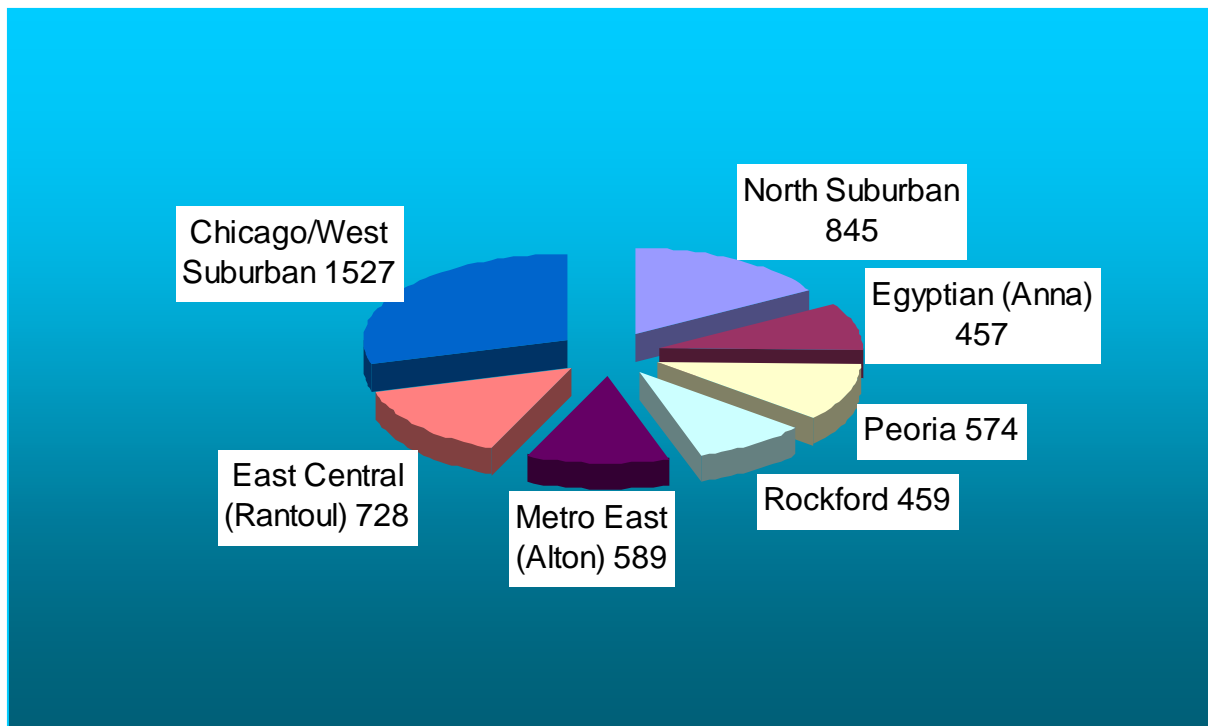 North Suburban
845
Chicago/West
Suburban 1527
Egyptian (Anna)
457
Peoria 574
East Central
(Rantoul) 728
Rockford 459
Metro East
(Alton) 589